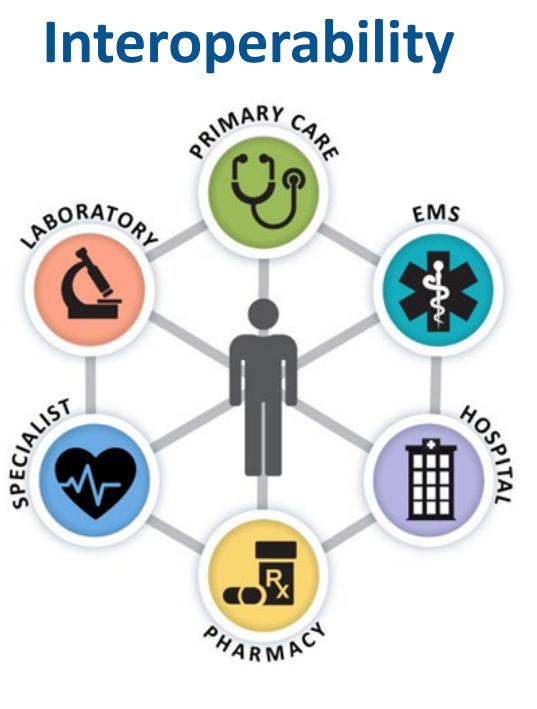 Interoperability
PRIMARY CARE
LABORATORY
EMS
SPECIALIST
HOSPITAL
Rx
PHARMACY